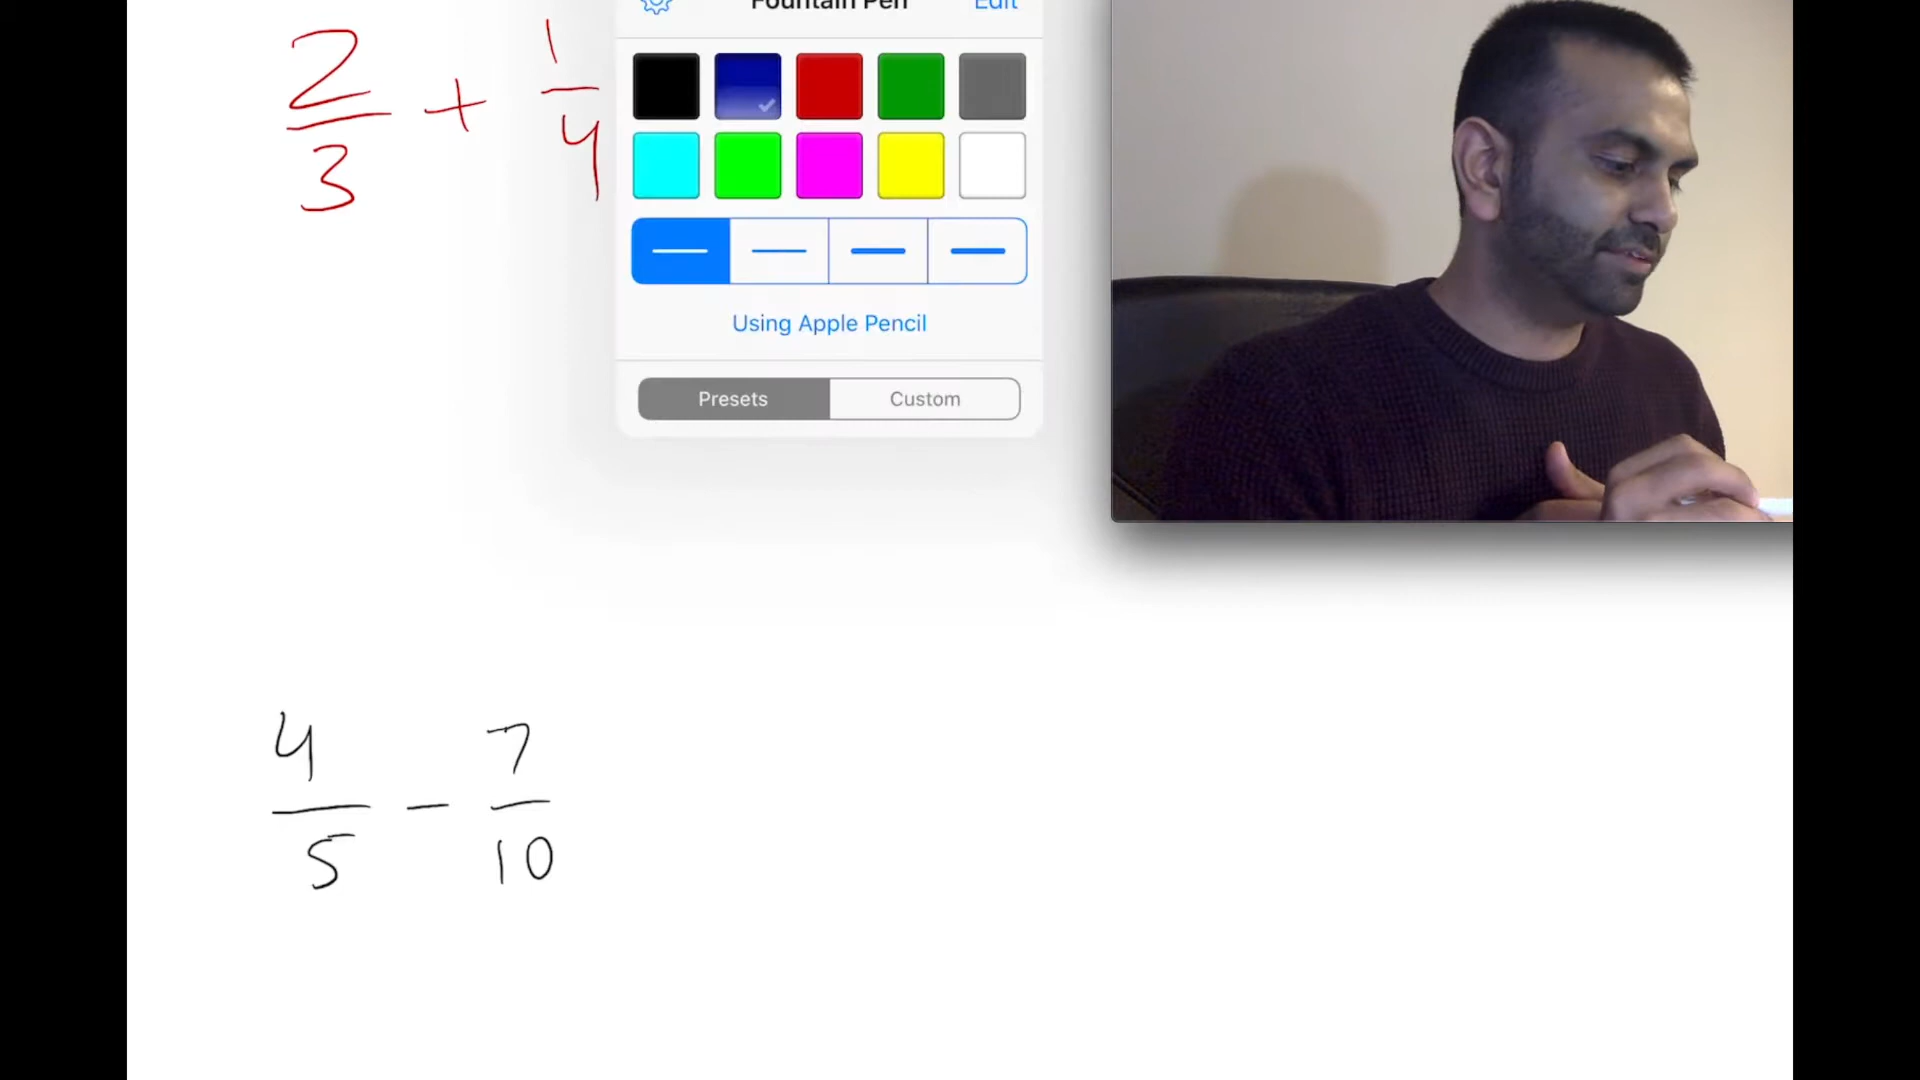 Fountain Pen Edit
2/3 + 1/4
Using Apple Pencil
Presets Custom
4/5 - 7/10